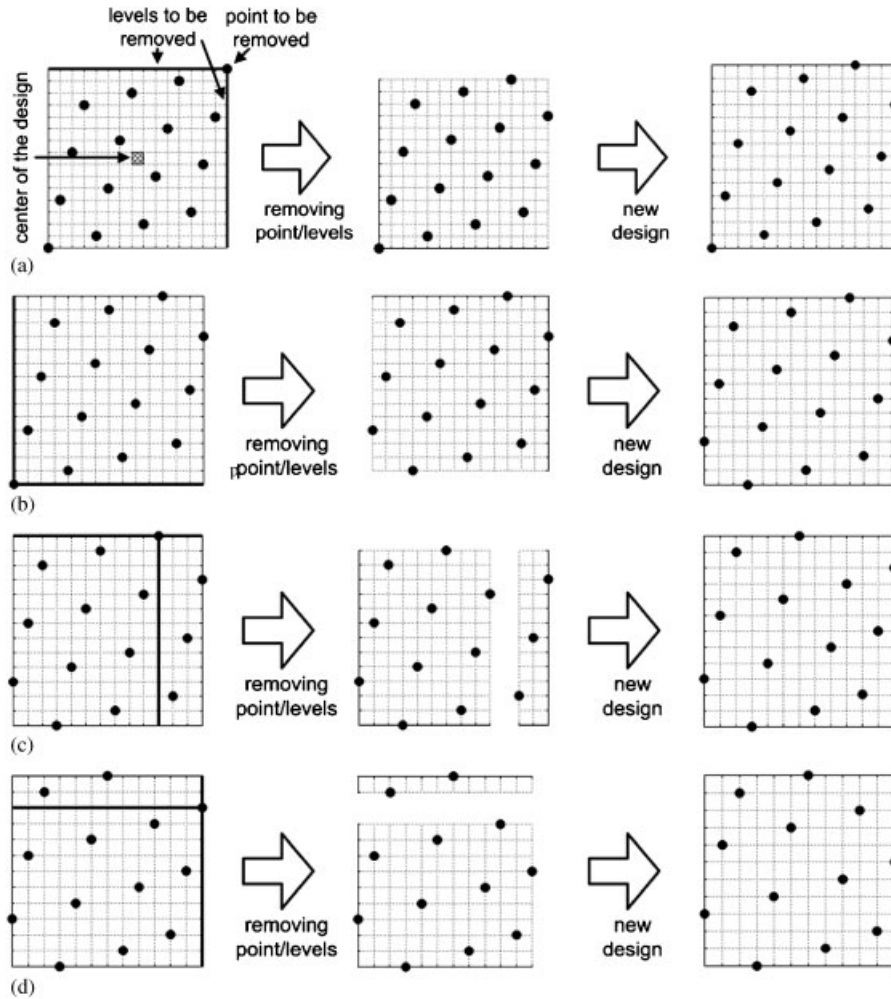 levels to be
removed
point to be
removed
center of the design
removing
point/levels
new
design
(a)
removing
ppoint/levels
new
design
(b)
removing
point/levels
new
design
(c)
removing
point/levels
new
design
(d)